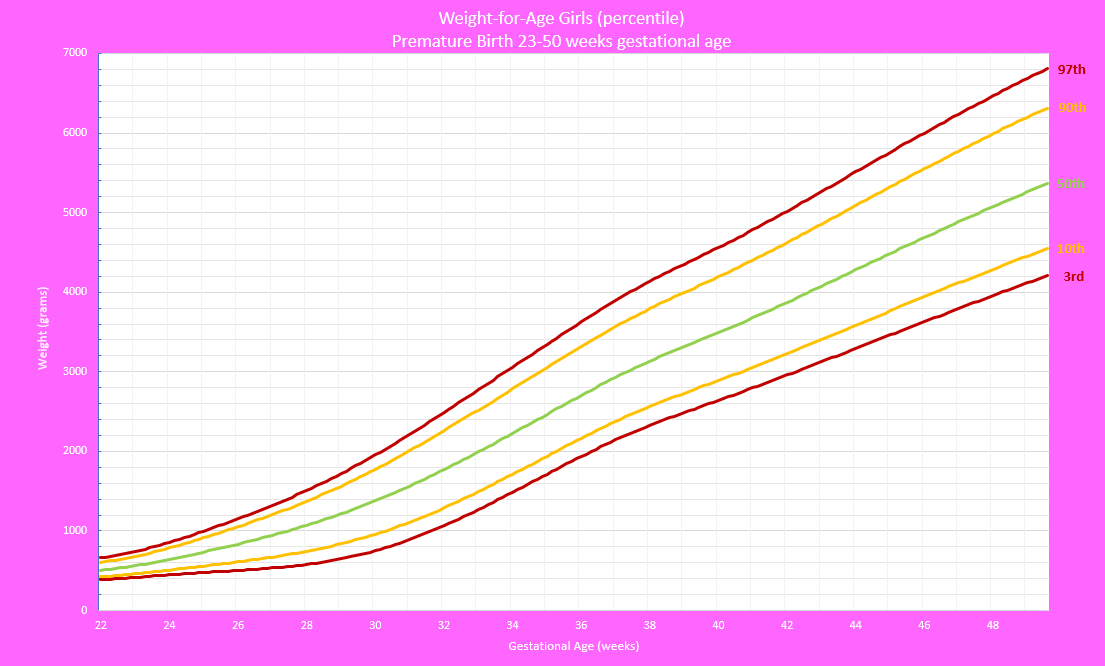 Weight-for-Age Girls (percentile)
Premature Birth 23-50 weeks gestational age
7000
6000
5000
4000
3000
2000
1000
0
Weight (grams)
97th
90th
50th
10th
3rd
22 24 26 28 30 32 34 36 38 40 42 44 46 48
Gestational Age (weeks)